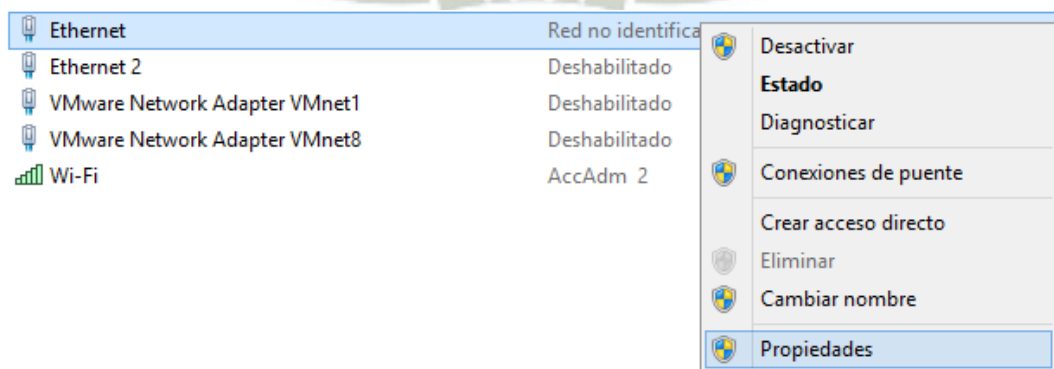 Ethernet
Red no identifica
Ethernet 2
Deshabilitado
VMware Network Adapter VMnet1
Deshabilitado
VMware Network Adapter VMnet8
Deshabilitado
Wi-Fi
AccAdm 2
Desactivar
Estado
Diagnosticar
Conexiones de puente
Crear acceso directo
Eliminar
Cambiar nombre
Propiedades